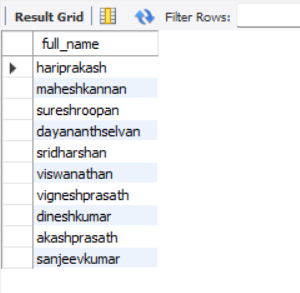 Result Grid Filter Rows:
full_name
hariprakash
maheshkannan
sureshroopan
dayananthselvan
sridharshan
viswanathan
vigneshprasath
dineshkumar
akashprasath
sanjeevkumar